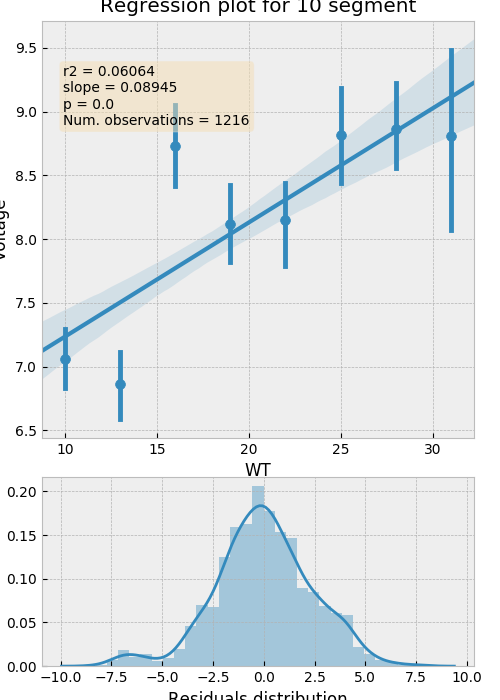 Regression plot for 10 segment
9.5
9.0
8.5
8.0
7.5
7.0
6.5
r2 = 0.06064
slope = 0.08945
p = 0.0
Num. observations = 1216
Voltage
10 15 20 25 30
WT
0.20
0.15
0.10
0.05
0.00
−10.0 −7.5 −5.0 −2.5 0.0 2.5 5.0 7.5 10.0
Residuals distribution